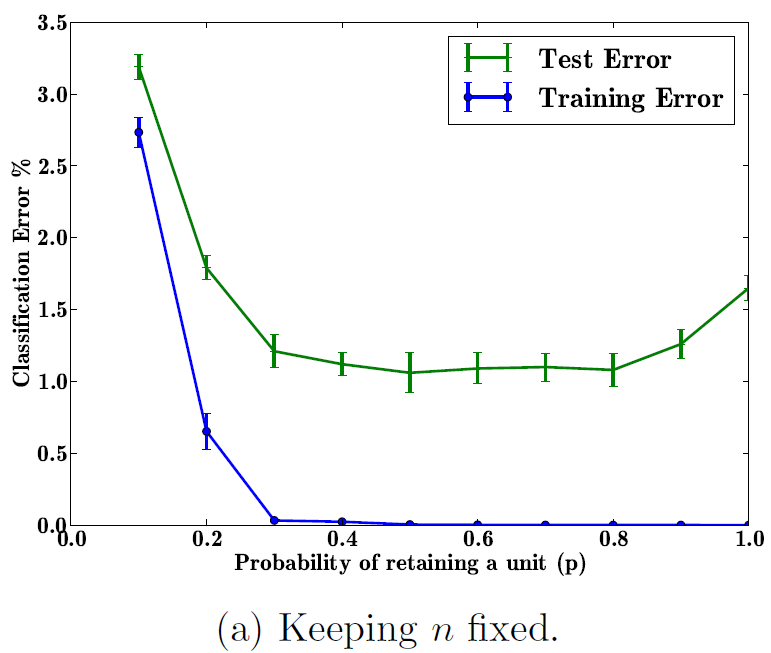 3.5
3.0
2.5
2.0
1.5
1.0
0.5
0.0
Classification Error %
Test Error
Training Error
0.0 0.2 0.4 0.6 0.8 1.0
Probability of retaining a unit (p)
(a) Keeping n fixed.